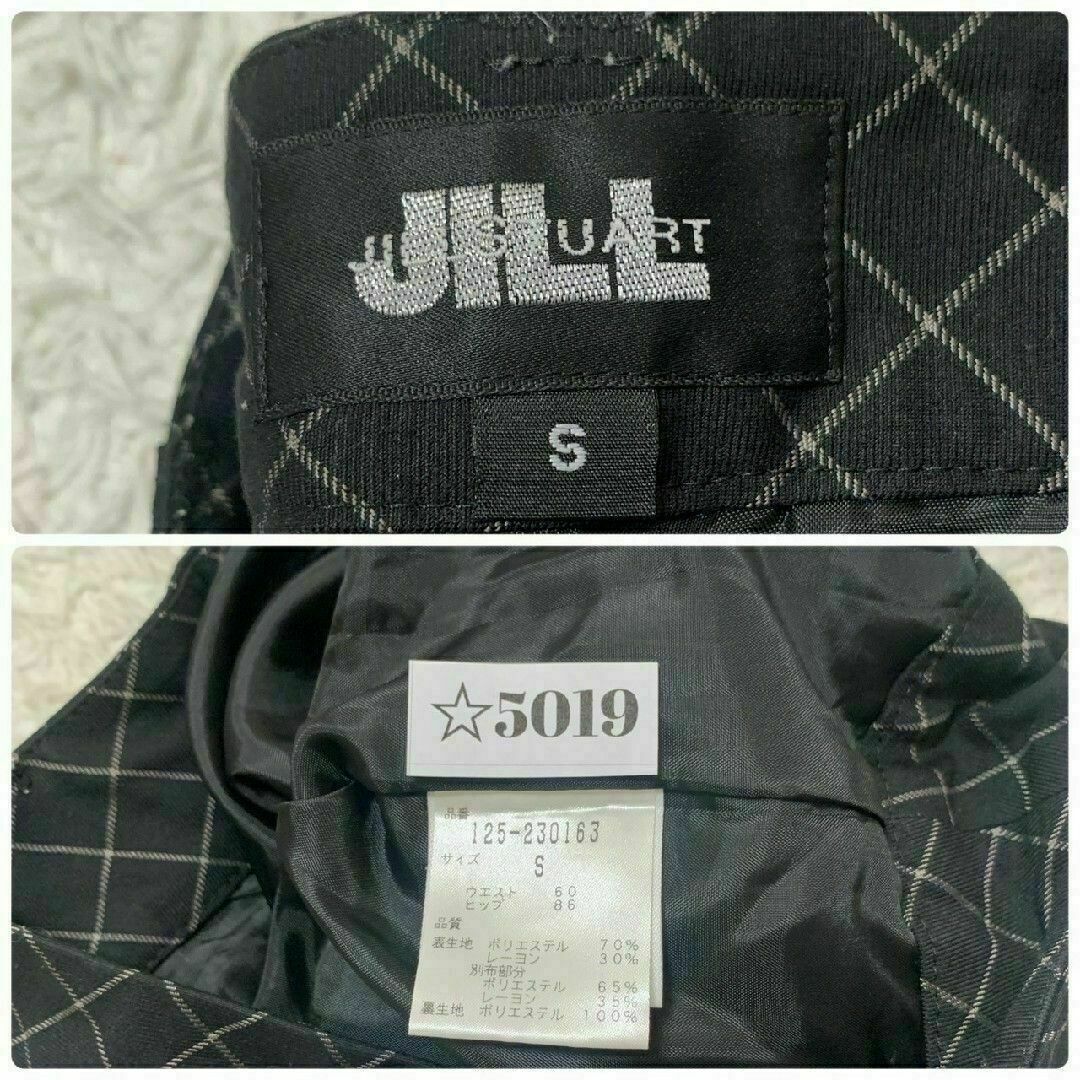 JILL
JILL STUART
S
☆5019
品番
125-230163
サイズ S
ウエスト 60
ヒップ 86
品質
表生地 ポリエステル 70%
レーヨン 30%
別布部分
ポリエステル 65%
レーヨン 35%
裏生地 ポリエステル 100%